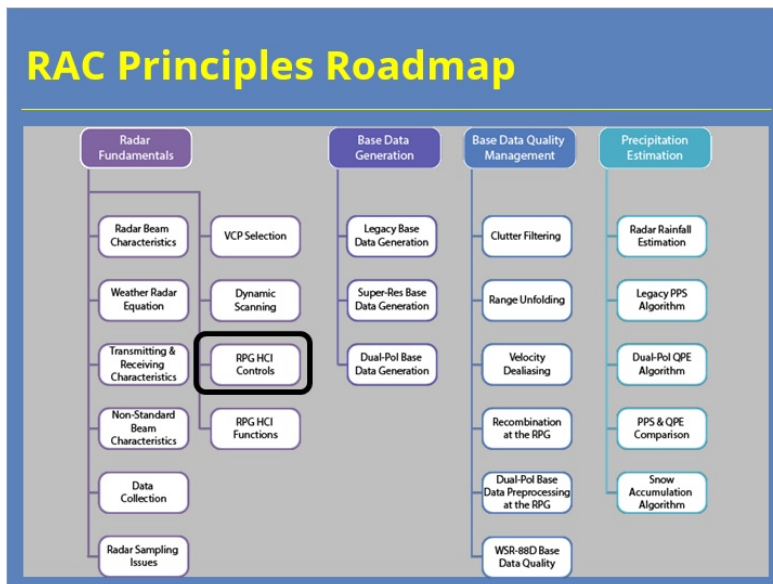 RAC Principles Roadmap
Radar
Fundamentals
Radar Beam
Characteristics
Weather Radar
Equation
Transmitting &
Receiving
Characteristics
Non-Standard
Beam
Characteristics
Data
Collection
Radar Sampling
Issues
VCP Selection
Dynamic
Scanning
RPG HCI
Controls
RPG HCI
Functions
Base Data
Generation
Legacy Base
Data Generation
Super-Res Base
Data Generation
Dual-Pol Base
Data Generation
Base Data Quality
Management
Clutter Filtering
Range Unfolding
Velocity
Dealiasing
Recombination
at the RPG
Dual-Pol Base
Data Preprocessing
at the RPG
WSR-88D Base
Data Quality
Precipitation
Estimation
Radar Rainfall
Estimation
Legacy PPS
Algorithm
Dual-Pol QPE
Algorithm
PPS & QPE
Comparison
Snow
Accumulation
Algorithm